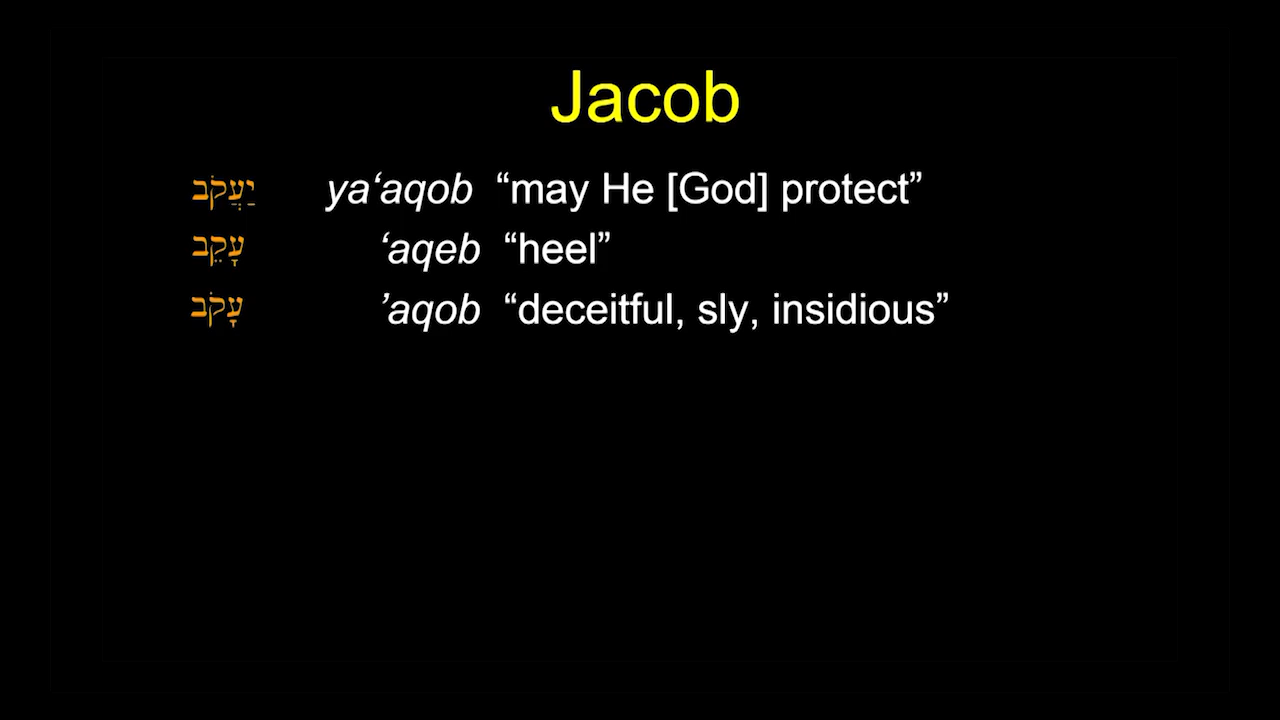 Jacob
יַעֲקֹב ya‘aqob “may He [God] protect”
עָקֵב ‘aqeb “heel”
עָקֹב ’aqob “deceitful, sly, insidious”